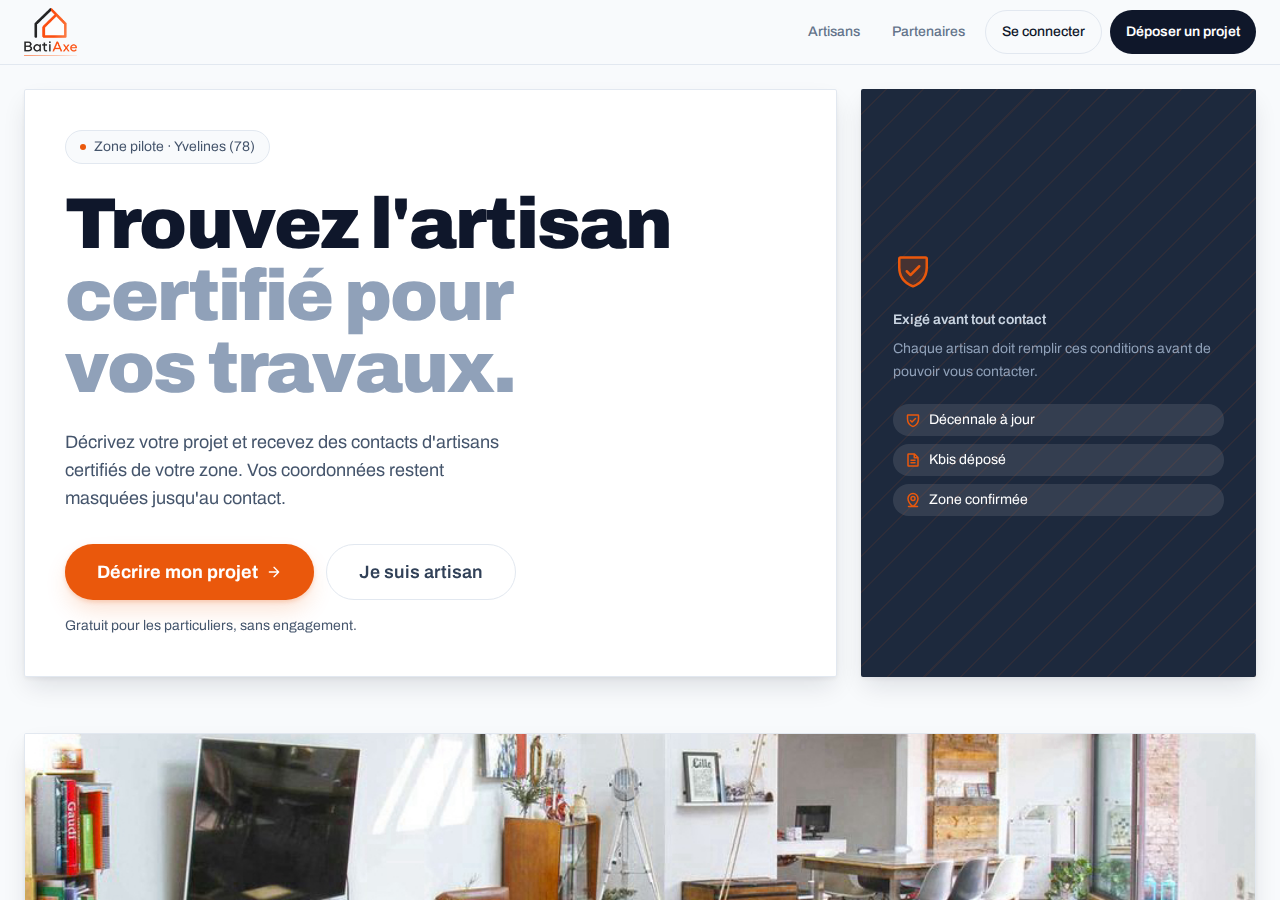 BatiAxe
Artisans
Partenaires
Se connecter
Déposer un projet
Zone pilote · Yvelines (78)
Trouvez l'artisan
certifié pour
vos travaux.
Décrivez votre projet et recevez des contacts d'artisans
certifiés de votre zone. Vos coordonnées restent
masquées jusqu'au contact.
Décrire mon projet →
Je suis artisan
Gratuit pour les particuliers, sans engagement.
Exigé avant tout contact
Chaque artisan doit remplir ces conditions avant de
pouvoir vous contacter.
Décennale à jour
Kbis déposé
Zone confirmée
Gaudí
Lille